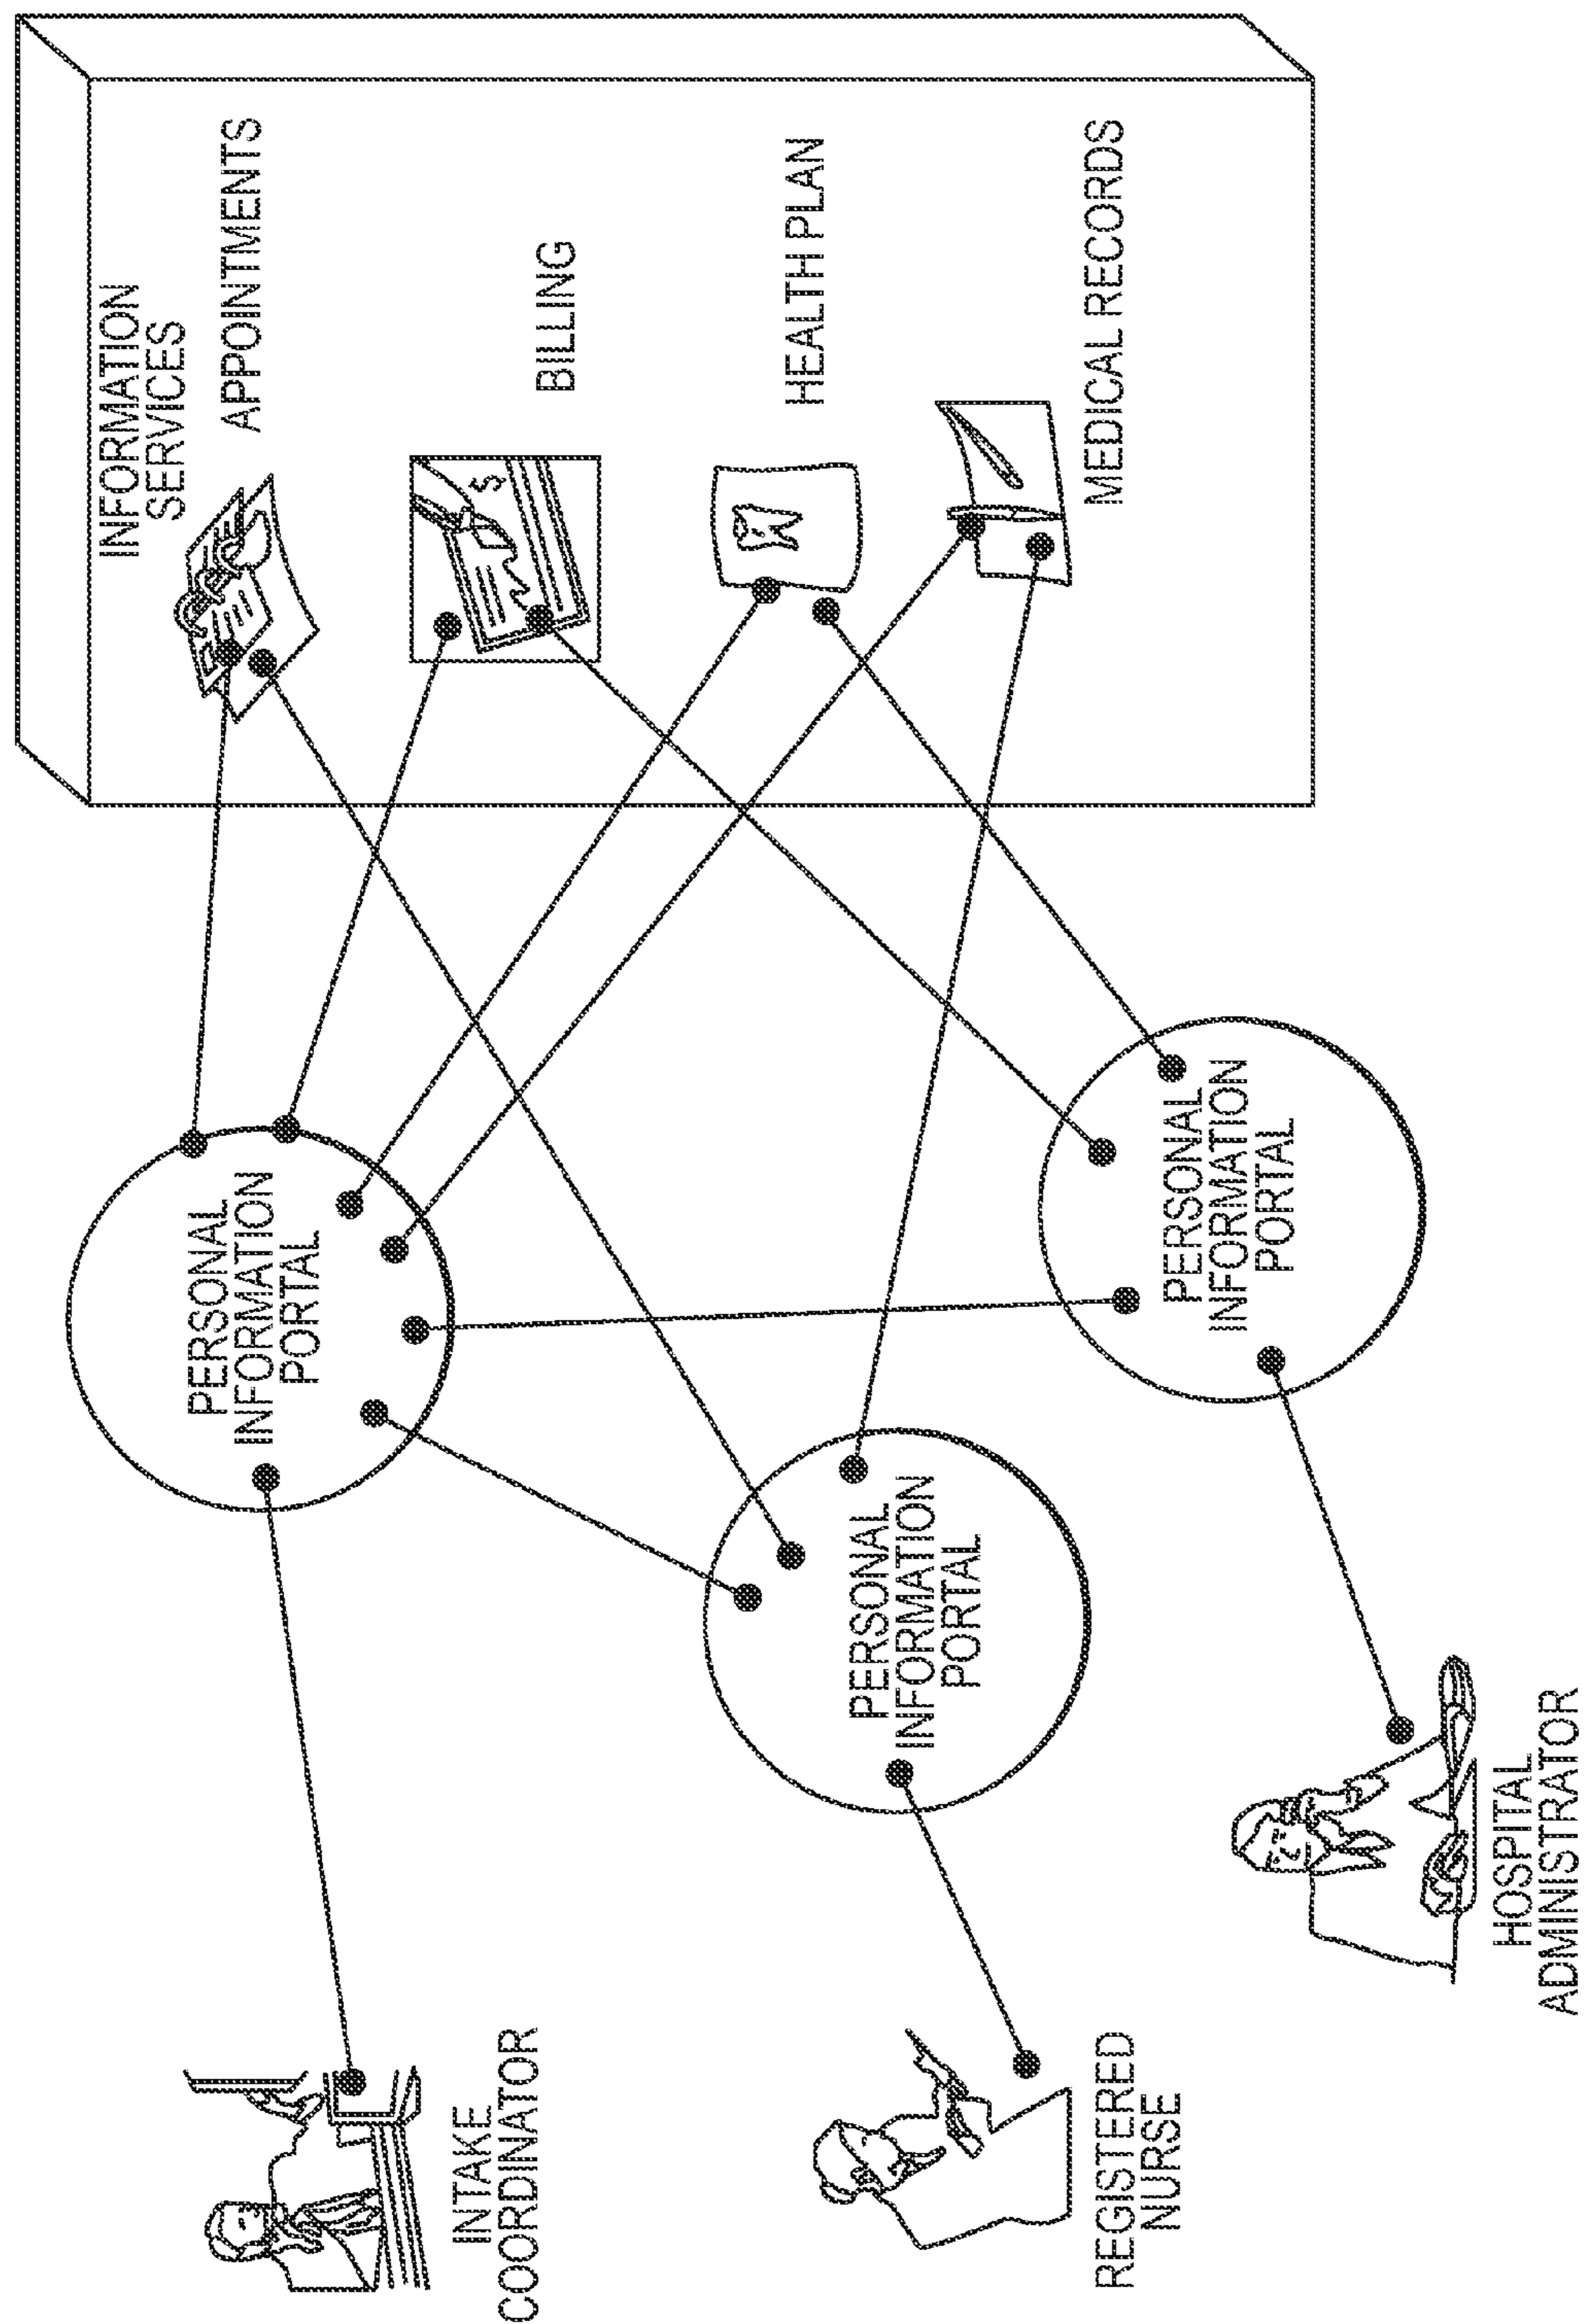 INFORMATION
SERVICES
APPOINTMENTS
BILLING
HEALTH PLAN
MEDICAL RECORDS
$
PERSONAL
INFORMATION
PORTAL
PERSONAL
INFORMATION
PORTAL
PERSONAL
INFORMATION
PORTAL
INTAKE
COORDINATOR
REGISTERED
NURSE
HOSPITAL
ADMINISTRATOR